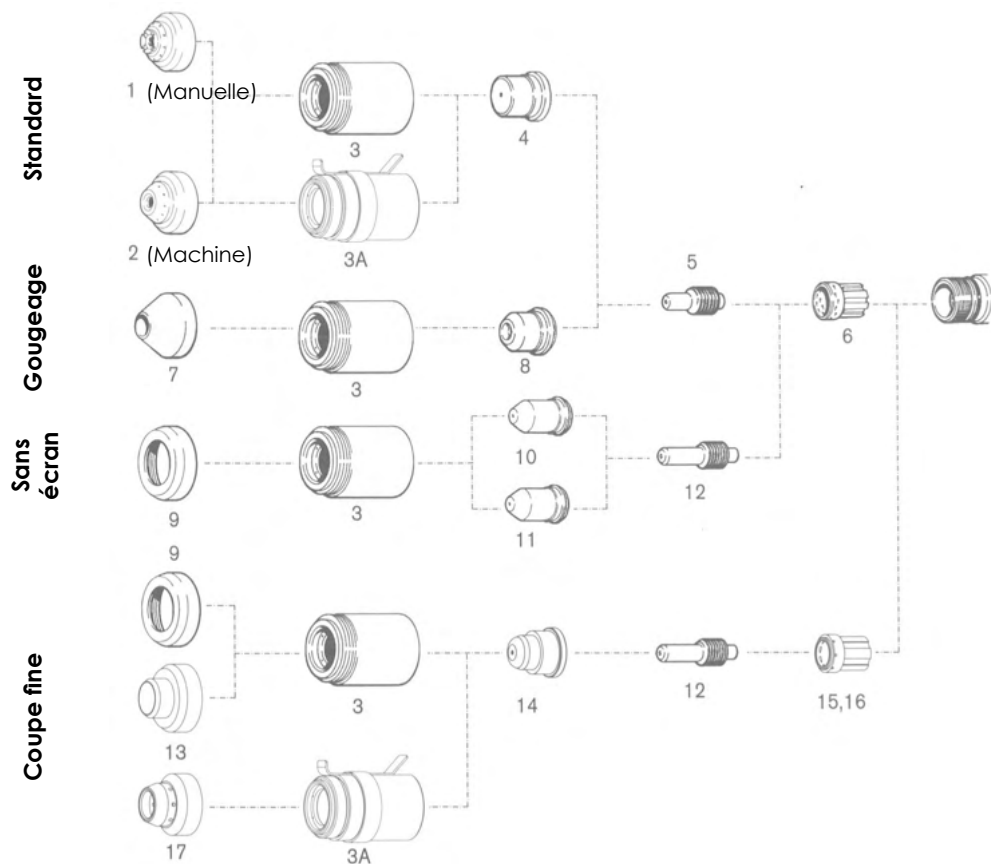 Standard
1 (Manuelle)
3
4
2 (Machine)
3A
5
6
Gougeage
7
3
8
Sans
écran
9
3
10
11
12
Coupe fine
9
13
3
14
12
15,16
17
3A